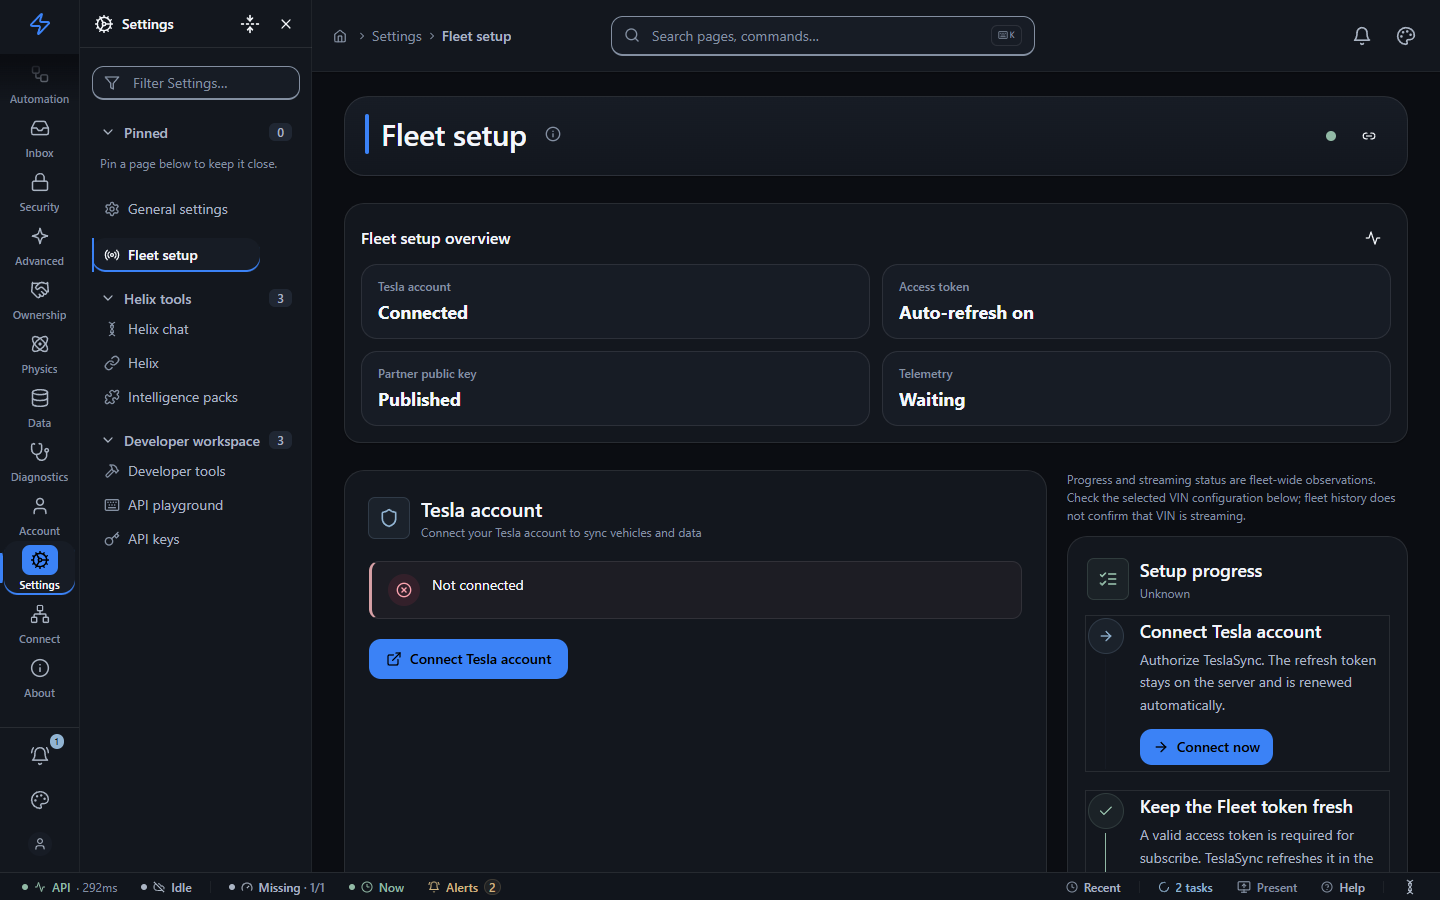 Automation
Inbox
Security
Advanced
Ownership
Physics
Data
Diagnostics
Account
Settings
Connect
About
1
Settings
Filter Settings...
Pinned 0
Pin a page below to keep it close.
General settings
Fleet setup
Helix tools 3
Helix chat
Helix
Intelligence packs
Developer workspace 3
Developer tools
API playground
API keys
Settings Fleet setup
Search pages, commands... K
Fleet setup
Fleet setup overview
Tesla account
Connected
Access token
Auto-refresh on
Partner public key
Published
Telemetry
Waiting
Tesla account
Connect your Tesla account to sync vehicles and data
Not connected
Connect Tesla account
Progress and streaming status are fleet-wide observations.
Check the selected VIN configuration below; fleet history does
not confirm that VIN is streaming.
Setup progress
Unknown
Connect Tesla account
Authorize TeslaSync. The refresh token
stays on the server and is renewed
automatically.
Connect now
Keep the Fleet token fresh
A valid access token is required for
subscribe. TeslaSync refreshes it in the
API · 292ms Idle Missing · 1/1 Now Alerts 2 Recent 2 tasks Present Help